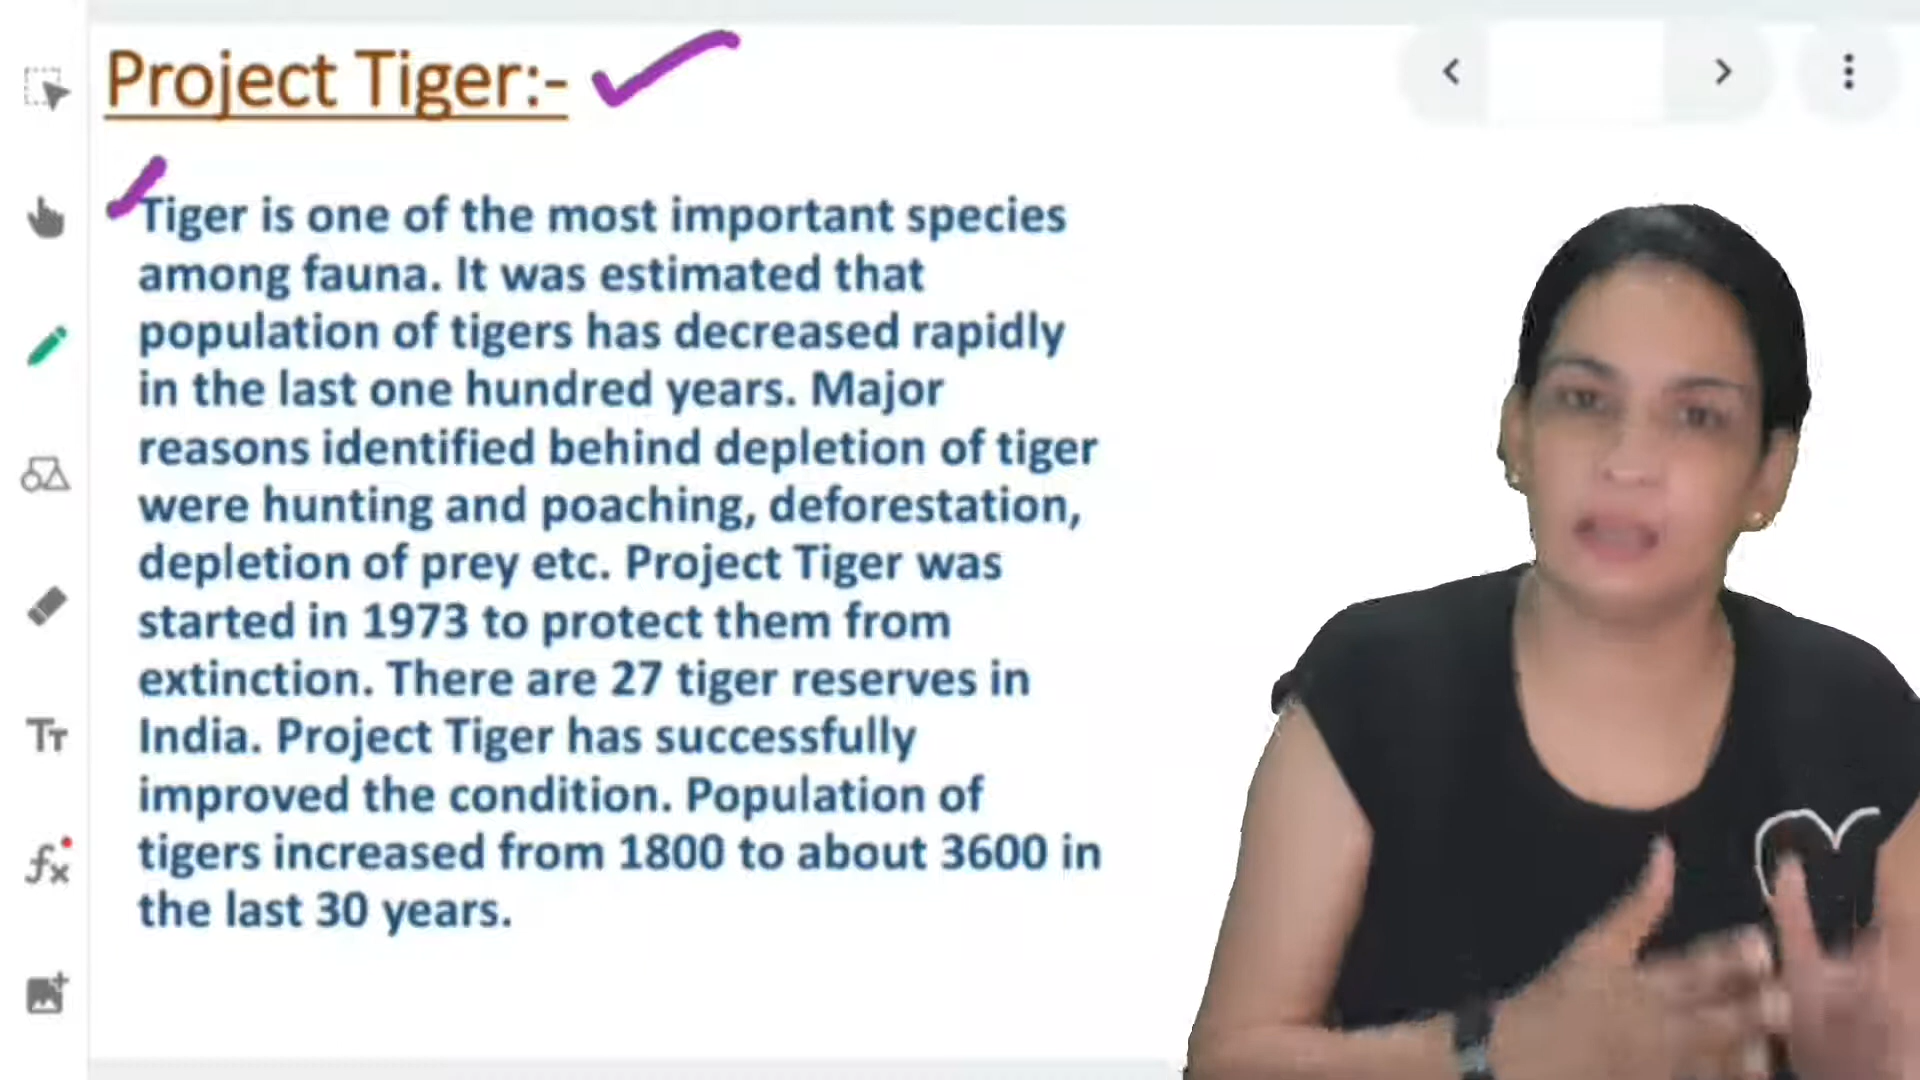 Project Tiger:-
Tiger is one of the most important species
among fauna. It was estimated that
population of tigers has decreased rapidly
in the last one hundred years. Major
reasons identified behind depletion of tiger
were hunting and poaching, deforestation,
depletion of prey etc. Project Tiger was
started in 1973 to protect them from
extinction. There are 27 tiger reserves in
India. Project Tiger has successfully
improved the condition. Population of
tigers increased from 1800 to about 3600 in
the last 30 years.
Tт
fx